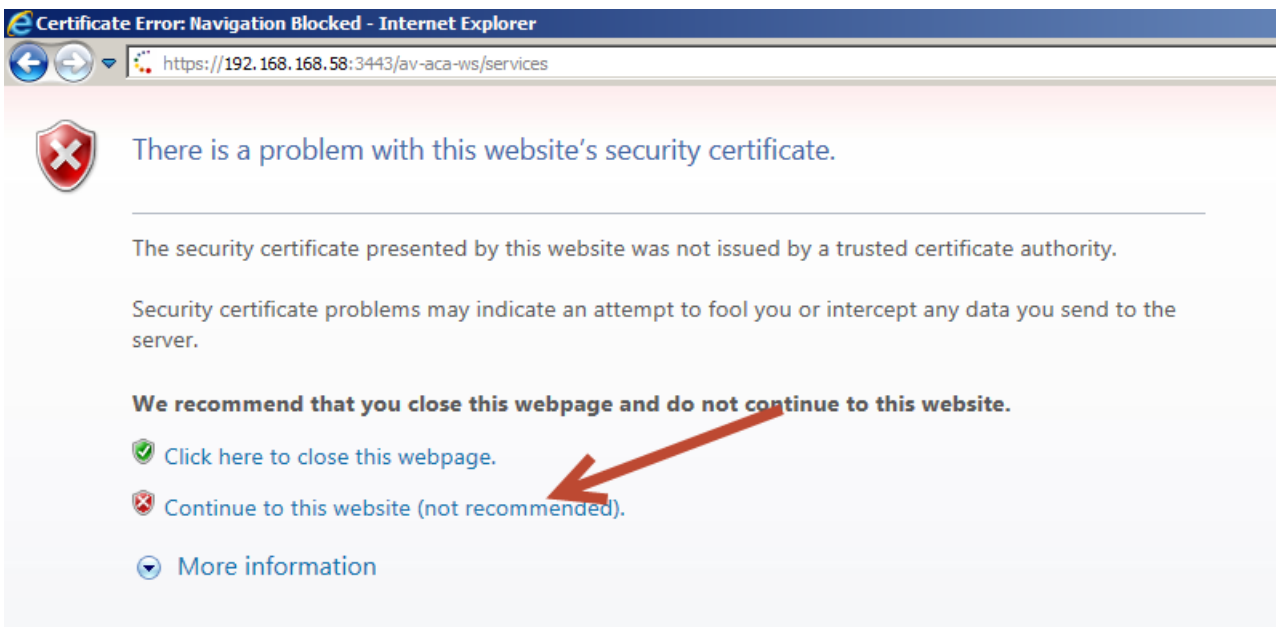 Certificate Error: Navigation Blocked - Internet Explorer
https://192.168.168.58:3443/av-aca-ws/services
There is a problem with this website's security certificate.
The security certificate presented by this website was not issued by a trusted certificate authority.
Security certificate problems may indicate an attempt to fool you or intercept any data you send to the
server.
We recommend that you close this webpage and do not continue to this website.
Click here to close this webpage.
Continue to this website (not recommended).
More information